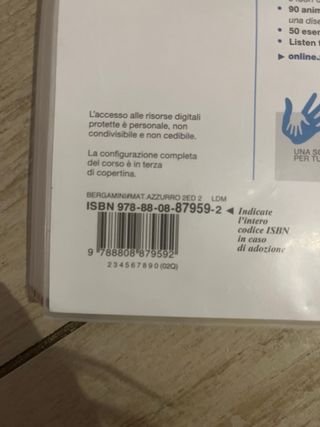 90 anim
una dise
50 eser
Listen t
online.
L'accesso alle risorse digitali
protette è personale, non
condivisibile e non cedibile.
La configurazione completa
del corso è in terza
di copertina.
UNA SC
PER TU
BERGAMINI#MAT.AZZURRO 2ED 2 LDM
ISBN 978-88-08-87959-2
Indicate
l'intero
codice ISBN
in caso
di adozione
9 788808 879592
2 3 4 5 6 7 8 9 0 (02Q)